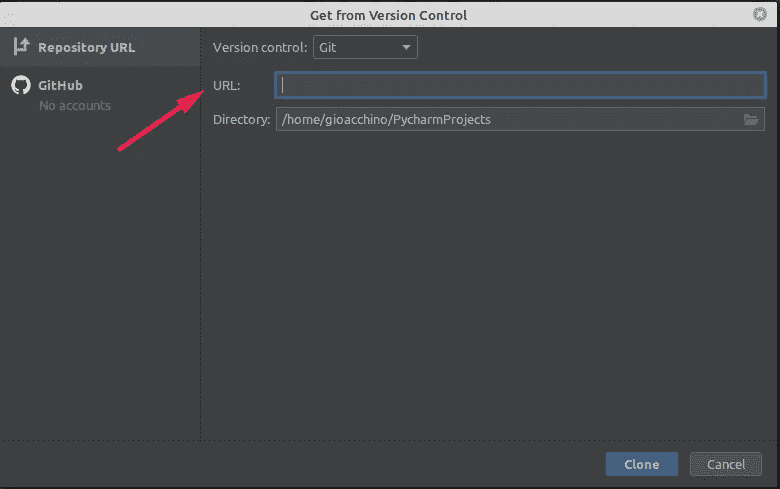 Get from Version Control
Repository URL
GitHub
No accounts
Version control: Git
URL:
Directory: /home/gioacchino/PycharmProjects
Clone Cancel